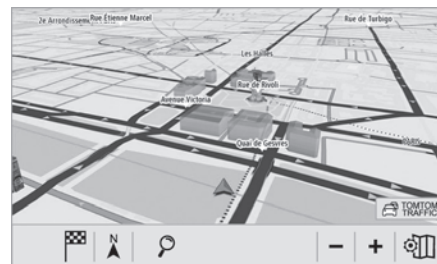 2e Arrondissem
Rue Étienne Marcel
Rue de Turbigo
Les Halles
Rue de Rivoli
Avenue Victoria
Quai de Gesvres
TOMTOM
TRAFFIC
N